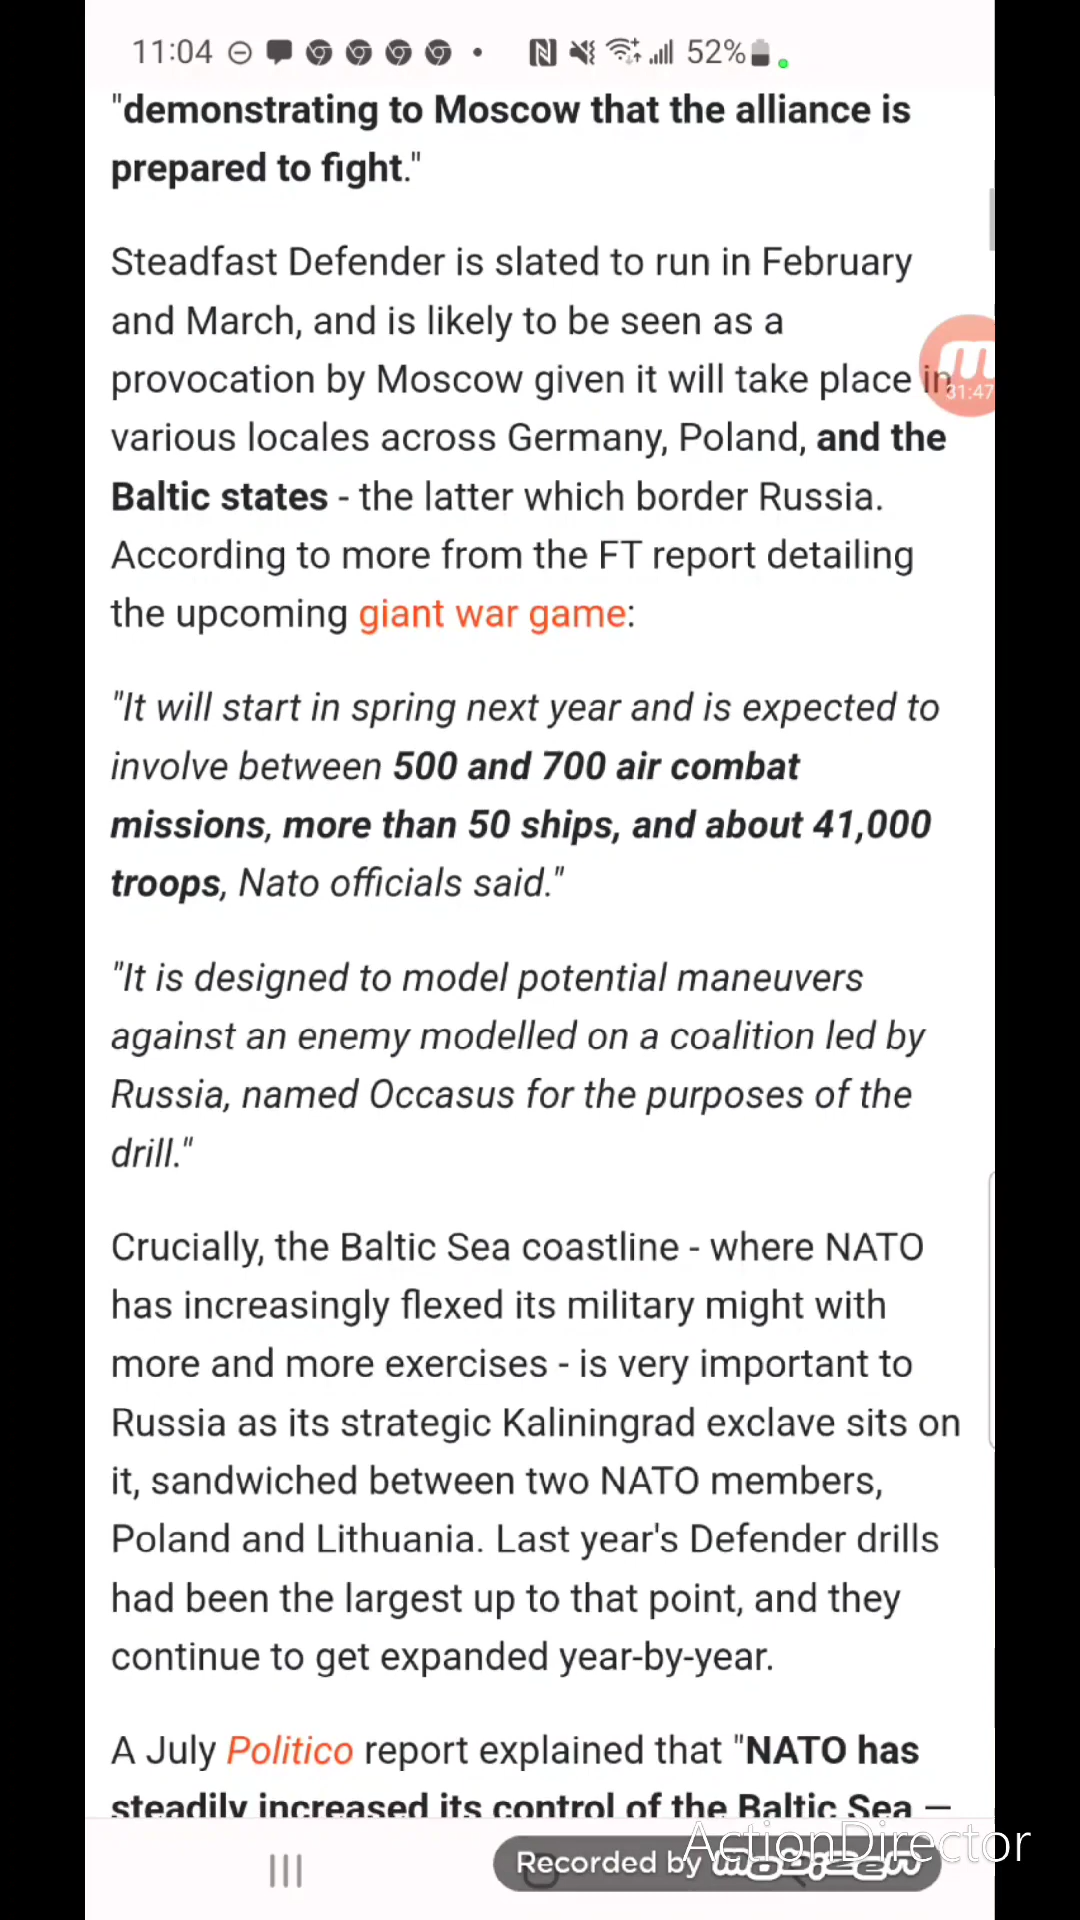 11:04
52%
"demonstrating to Moscow that the alliance is
prepared to fight."
Steadfast Defender is slated to run in February
and March, and is likely to be seen as a
provocation by Moscow given it will take place in
31:47
various locales across Germany, Poland, and the
Baltic states - the latter which border Russia.
According to more from the FT report detailing
the upcoming giant war game:
"It will start in spring next year and is expected to
involve between 500 and 700 air combat
missions, more than 50 ships, and about 41,000
troops, Nato officials said."
"It is designed to model potential maneuvers
against an enemy modelled on a coalition led by
Russia, named Occasus for the purposes of the
drill."
Crucially, the Baltic Sea coastline - where NATO
has increasingly flexed its military might with
more and more exercises - is very important to
Russia as its strategic Kaliningrad exclave sits on
it, sandwiched between two NATO members,
Poland and Lithuania. Last year's Defender drills
had been the largest up to that point, and they
continue to get expanded year-by-year.
A July Politico report explained that "NATO has
steadily increased its control of the Baltic Sea —
ActionDirector
Recorded by MOBIZEN